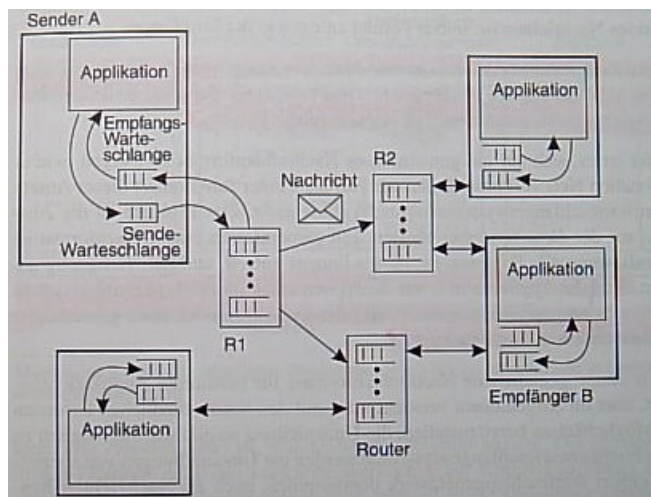 Sender A
Applikation
Empfangs
Warte-
schlange
Sende-
Warteschlange
R1
Nachricht
R2
Applikation
Applikation
Empfänger B
Router
Applikation